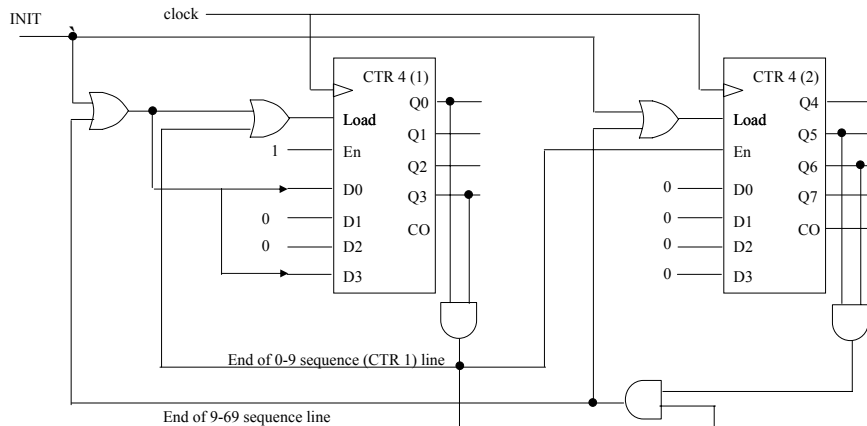 INIT
clock
CTR 4 (1)
Q0
Load
Q1
1
En
Q2
D0
Q3
0
D1
CO
0
D2
D3
CTR 4 (2)
Q4
Load
Q5
En
Q6
0
D0
Q7
0
D1
CO
0
D2
0
D3
End of 0-9 sequence (CTR 1) line
End of 9-69 sequence line